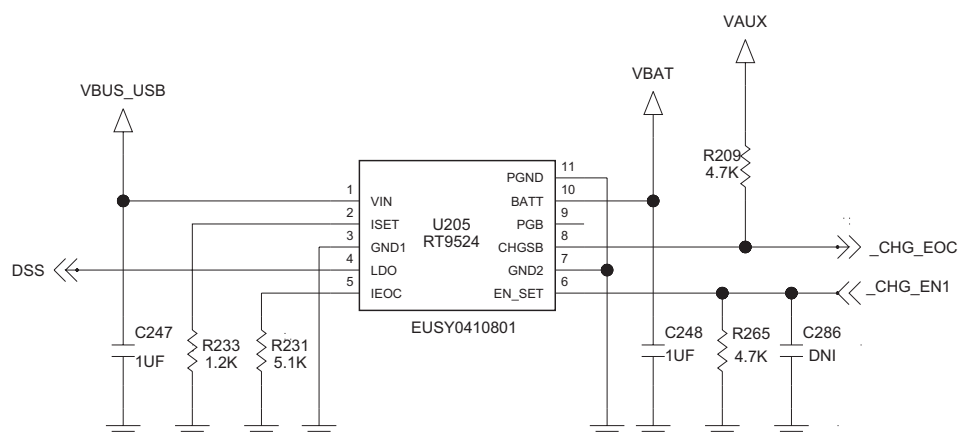 VAUX
VBUS_USB
VBAT
R209
4.7K
U205
RT9524
1 VIN
2 ISET
3 GND1
4 LDO
5 IEOC
PGND 11
BATT 10
PGB 9
CHGSB 8
GND2 7
EN_SET 6
DSS
_CHG_EOC
_CHG_EN1
EUSY0410801
C247
1UF
R233
1.2K
R231
5.1K
C248
1UF
R265
4.7K
C286
DNI